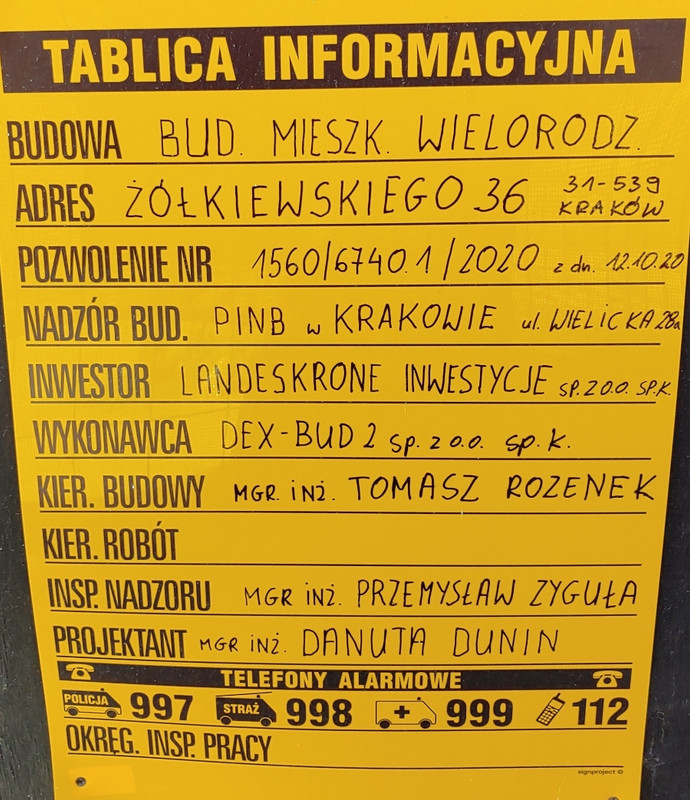 TABLICA INFORMACYJNA
BUDOWA BUD. MIESZK. WIELORODZ.
ADRES ŻÓŁKIEWSKIEGO 36 31-539 KRAKÓW
POZWOLENIE NR 1560/6740.1/2020 z dn. 12.10.20
NADZÓR BUD. PINB w KRAKOWIE ul. WIELICKA 28a
INWESTOR LANDESKRONE INWESTYCJE SP. Z O.O. SP.K.
WYKONAWCA DEX-BUD 2 sp. z o.o. sp. k.
KIER. BUDOWY MGR. iNŻ. TOMASZ ROZENEK
KIER. ROBÓT
INSP. NADZORU MGR iNŻ. PRZEMYSŁAW ZYGUŁA
PROJEKTANT MGR iNŻ. DANUTA DUNIN
TELEFONY ALARMOWE
POLICJA 997 STRAŻ 998 999 112
OKRĘG. INSP. PRACY
signproject ©